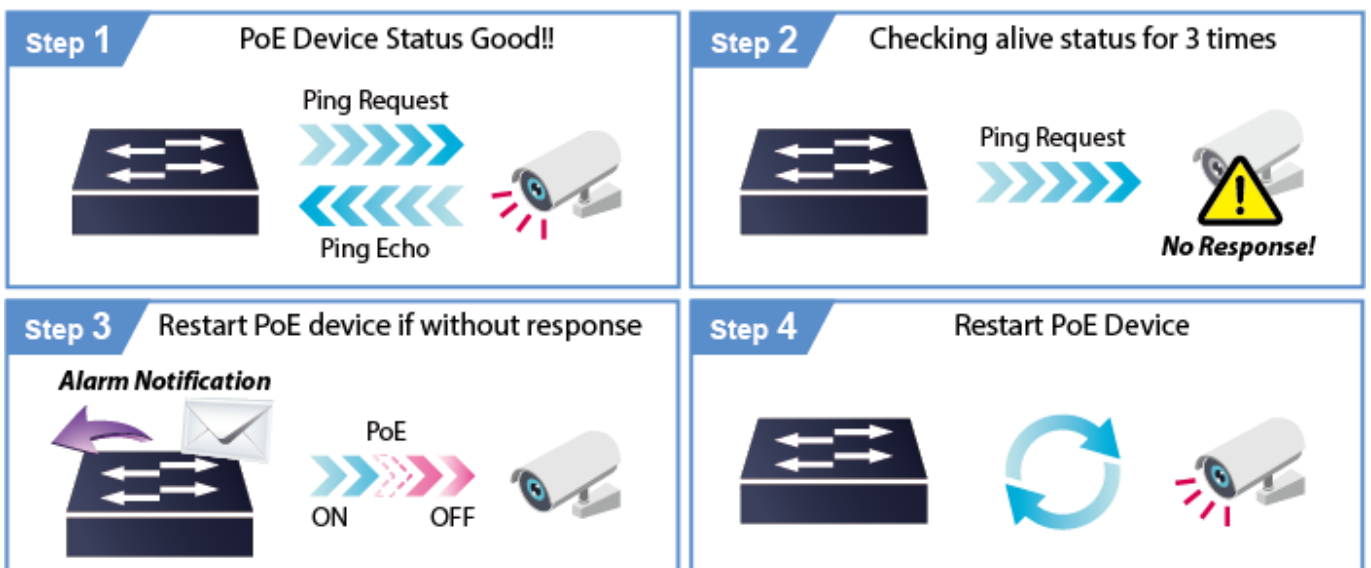 Step 1
PoE Device Status Good!!
Ping Request
Ping Echo
Step 2
Checking alive status for 3 times
Ping Request
No Response!
Step 3
Restart PoE device if without response
Alarm Notification
PoE
ON OFF
Step 4
Restart PoE Device